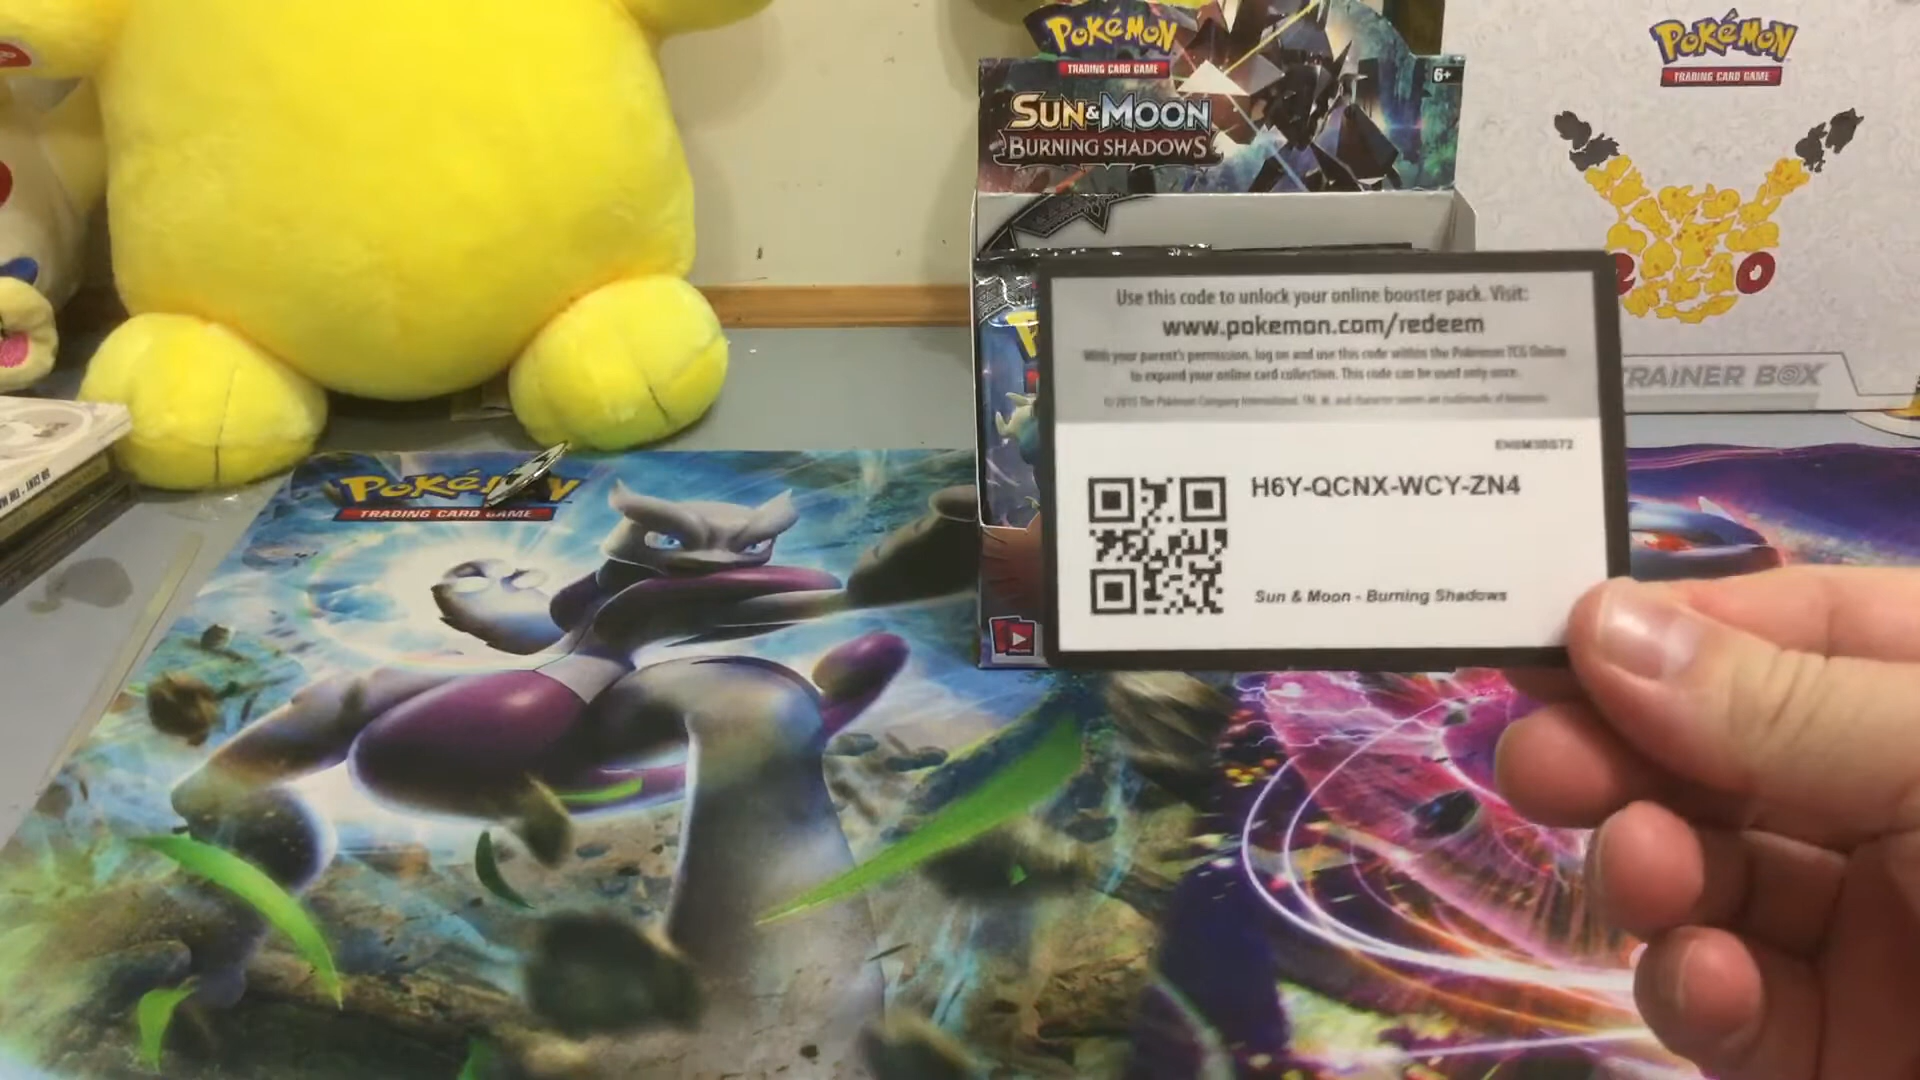 POKéMON
TRADING CARD GAME
6+
SUN & MOON
BURNING SHADOWS
POKéMON
TRADING CARD GAME
TRAINER BOX
Use this code to unlock your online booster pack. Visit:
www.pokemon.com/redeem
With your parent's permission, log on and use this code within the Pokémon TCG Online
to expand your online card collection. This code can be used only once.
H6Y-QCNX-WCY-ZN4
Sun & Moon - Burning Shadows
POKéMON
TRADING CARD GAME